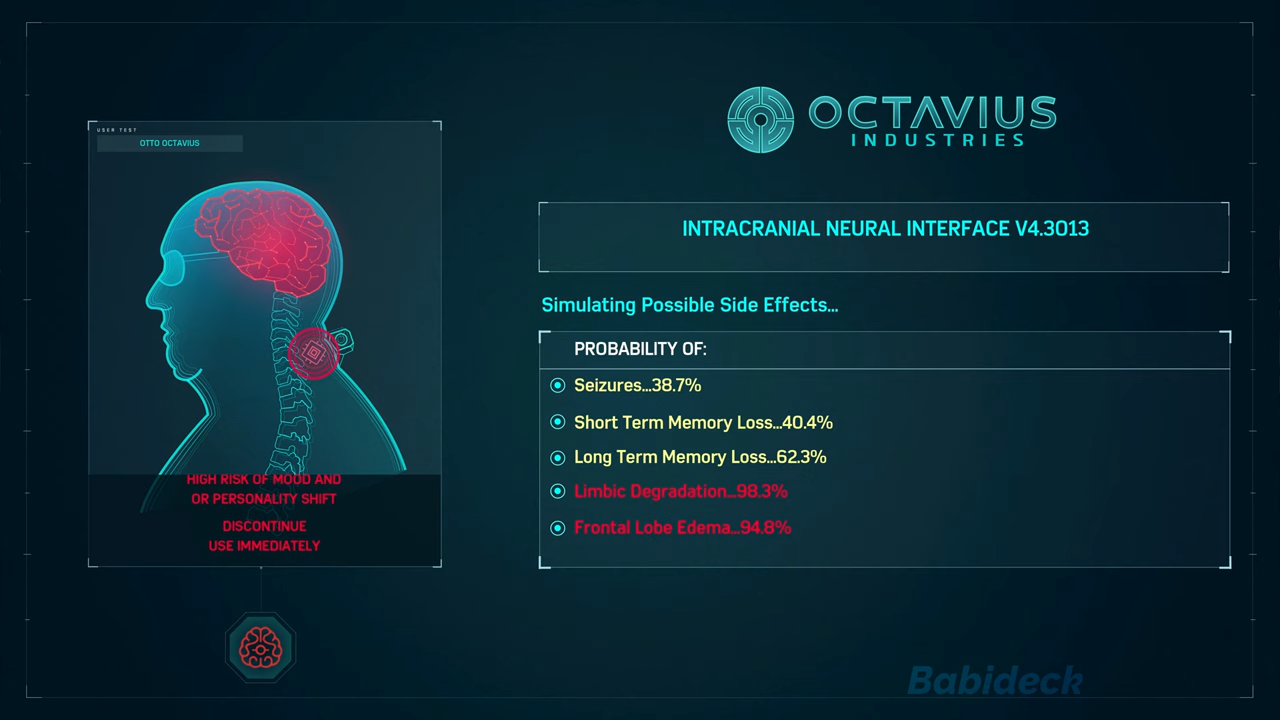 USER TEST
OTTO OCTAVIUS
HIGH RISK OF MOOD AND
OR PERSONALITY SHIFT
DISCONTINUE
USE IMMEDIATELY
OCTAVIUS
INDUSTRIES
INTRACRANIAL NEURAL INTERFACE V4.3013
Simulating Possible Side Effects...
PROBABILITY OF:
Seizures...38.7%
Short Term Memory Loss...40.4%
Long Term Memory Loss...62.3%
Limbic Degradation...98.3%
Frontal Lobe Edema...94.8%
Babideck